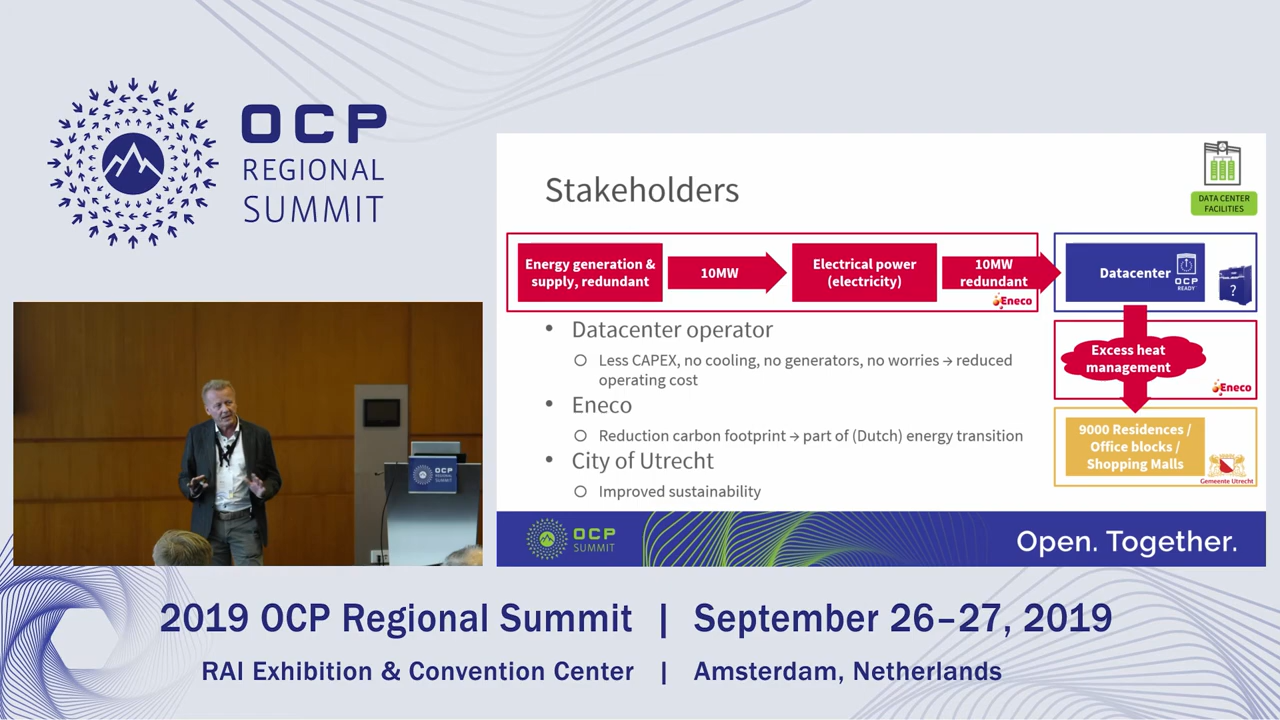 OCP
REGIONAL
SUMMIT
Stakeholders
DATA CENTER
FACILITIES
Energy generation &
supply, redundant
10MW
Electrical power
(electricity)
10MW
redundant
Eneco
Datacenter
OCP
READY
?
• Datacenter operator
○ Less CAPEX, no cooling, no generators, no worries → reduced
operating cost
• Eneco
○ Reduction carbon footprint → part of (Dutch) energy transition
• City of Utrecht
○ Improved sustainability
Excess heat
management
Eneco
9000 Residences /
Office blocks /
Shopping Malls
Gemeente Utrecht
OCP
REGIONAL
SUMMIT
OCP
SUMMIT
Open. Together.
2019 OCP Regional Summit | September 26–27, 2019
RAI Exhibition & Convention Center | Amsterdam, Netherlands